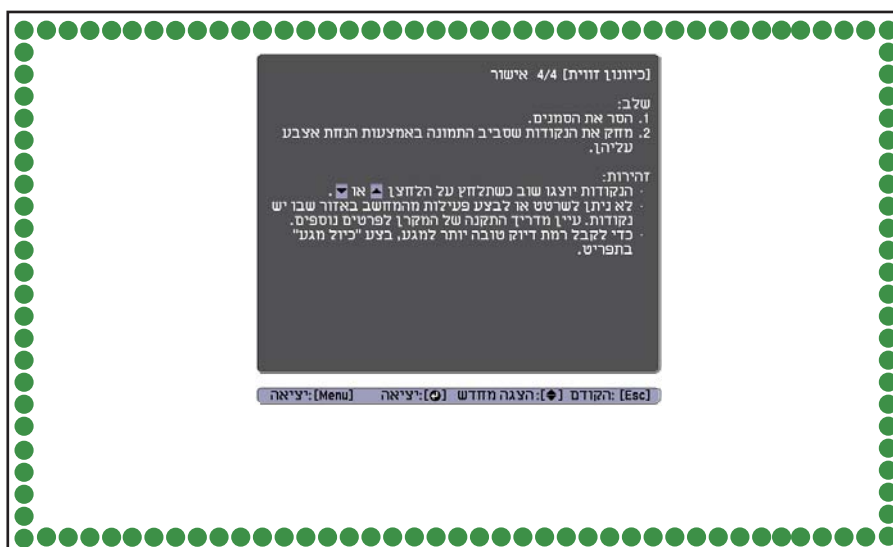 [כיוונון זווית] 4/4 אישור
שלב:
1. הסר את הסמנים.
2. מחק את הנקודות שסביב התמונה באמצעות הנחת אצבע
עליהן.
זהירות:
· הנקודות יוצגו שוב כשתלחץ על הלחצן ▲ או ▼.
· לא ניתן לשרטט או לבצע פעילות מהמחשב באזור שבו יש
נקודות. עיין מדריך התקנה של המקרן לפרטים נוספים.
· כדי לקבל רמת דיוק טובה יותר למגע, בצע "כיול מגע"
בתפריט.
[Esc] :הקודם [◆]:הצגה מחדש [⏎]:יציאה [Menu]:יציאה